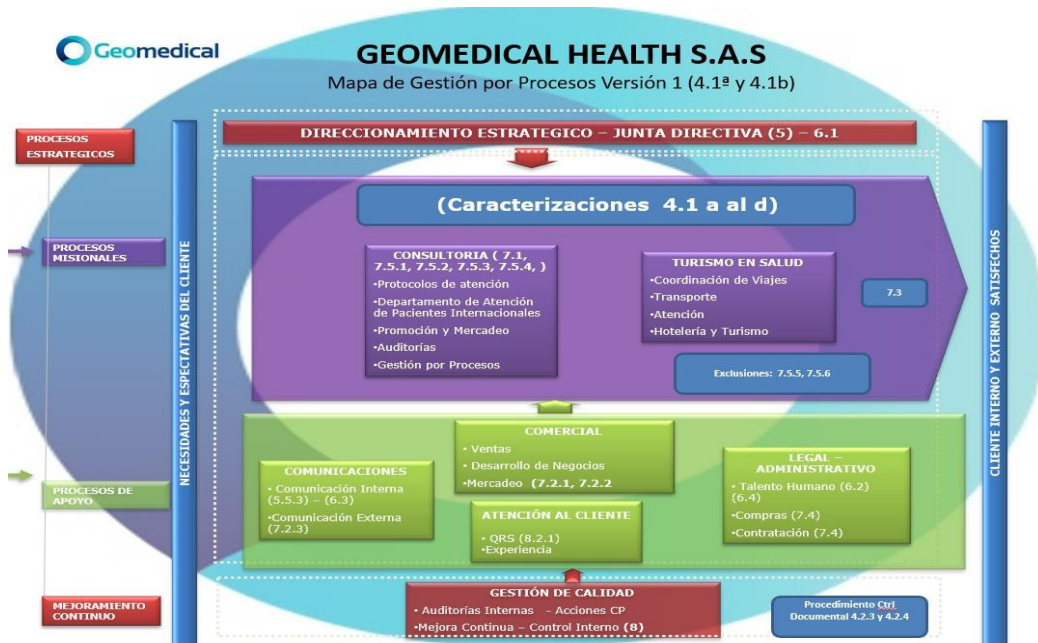 Geomedical
GEOMEDICAL HEALTH S.A.S
Mapa de Gestión por Procesos Versión 1 (4.1ª y 4.1b)
PROCESOS
ESTRATEGICOS
PROCESOS
MISIONALES
PROCESOS DE
APOYO
MEJORAMIENTO
CONTINUO
NECESIDADES Y ESPECTATIVAS DEL CLIENTE
DIRECCIONAMIENTO ESTRATEGICO – JUNTA DIRECTIVA (5) – 6.1
(Caracterizaciones 4.1 a al d)
CONSULTORIA ( 7.1,
7.5.1, 7.5.2, 7.5.3, 7.5.4, )
•Protocolos de atención
•Departamento de Atención
de Pacientes Internacionales
•Promoción y Mercadeo
•Auditorías
•Gestión por Procesos
TURISMO EN SALUD
•Coordinación de Viajes
•Transporte
•Atención
•Hotelería y Turismo
7.3
Exclusiones: 7.5.5, 7.5.6
COMUNICACIONES
• Comunicación Interna
(5.5.3) – (6.3)
•Comunicación Externa
(7.2.3)
COMERCIAL
• Ventas
• Desarrollo de Negocios
•Mercadeo (7.2.1, 7.2.2
ATENCIÓN AL CLIENTE
• QRS (8.2.1)
•Experiencia
LEGAL –
ADMINISTRATIVO
• Talento Humano (6.2)
(6.4)
•Compras (7.4)
•Contratación (7.4)
GESTIÓN DE CALIDAD
• Auditorías Internas - Acciones CP
•Mejora Continua – Control Interno (8)
Procedimiento Ctrl
Documental 4.2.3 y 4.2.4
CLIENTE INTERNO Y EXTERNO SATISFECHOS